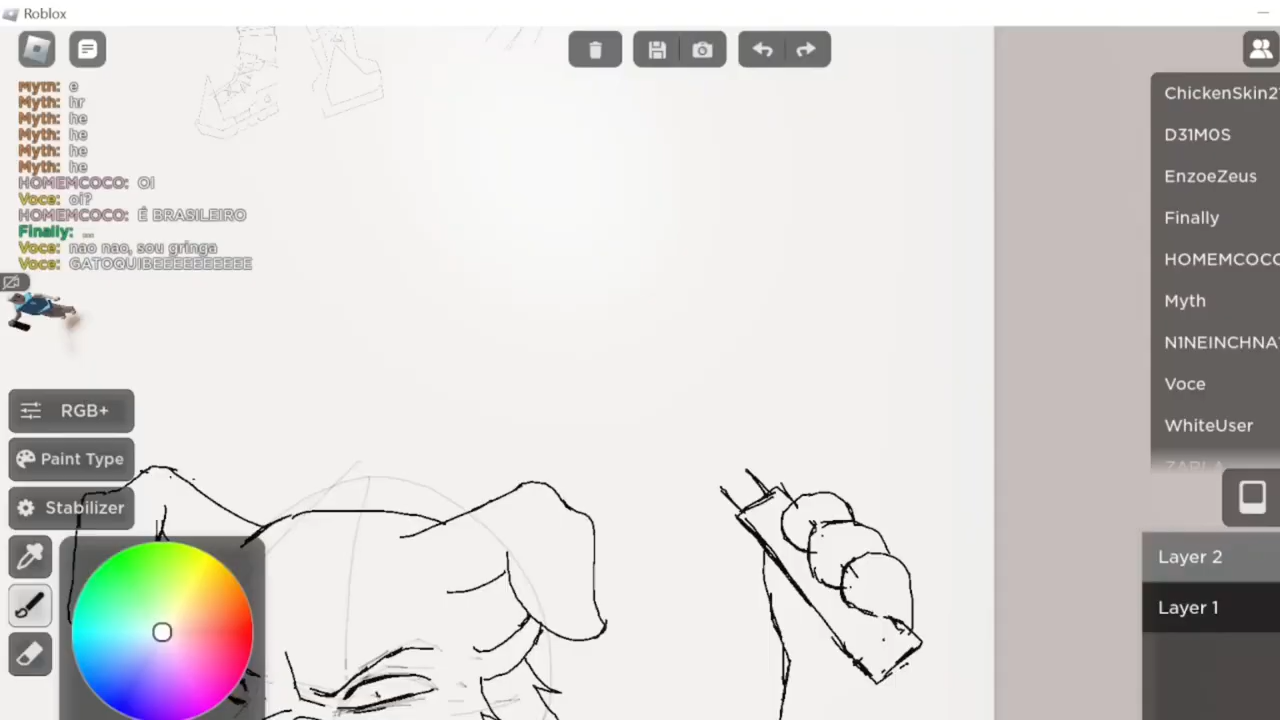 Roblox
Myth: e
Myth: hr
Myth: he
Myth: he
Myth: he
Myth: he
HOMEMCOCO: OI
Voce: oi?
HOMEMCOCO: É BRASILEIRO
Finally: ...
Voce: nao nao, sou gringa
Voce: GATOQUIBEEEEEEEEEEE
ChickenSkin2
D31M0S
EnzoeZeus
Finally
HOMEMCOCO
Myth
N1NEINCHNA
Voce
WhiteUser
RGB+
Paint Type
Stabilizer
Layer 2
Layer 1